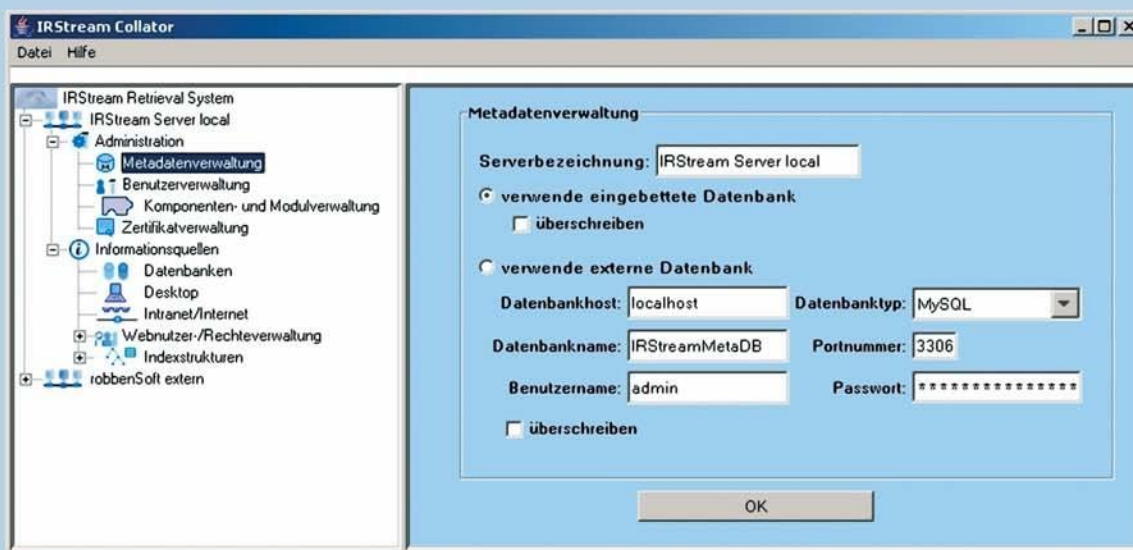 IRStream Collator
Datei Hilfe
IRStream Retrieval System
IRStream Server local
Administration
Metadatenverwaltung
Benutzerverwaltung
Komponenten- und Modulverwaltung
Zertifikatverwaltung
Informationsquellen
Datenbanken
Desktop
Intranet/Internet
Webnutzer-/Rechteverwaltung
Indexstrukturen
robbenSoft extern
Metadatenverwaltung
Serverbezeichnung: IRStream Server local
verwende eingebettete Datenbank
überschreiben
verwende externe Datenbank
Datenbankhost: localhost Datenbanktyp: MySQL
Datenbankname: IRStreamMetaDB Portnummer: 3306
Benutzername: admin Passwort: ***************
überschreiben
OK